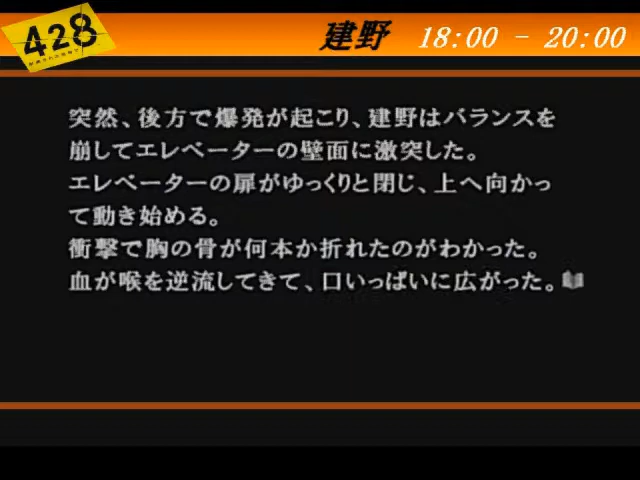 428
建野 18:00 - 20:00
突然、後方で爆発が起こり、建野はバランスを
崩してエレベーターの壁面に激突した。
エレベーターの扉がゆっくりと閉じ、上へ向かっ
て動き始める。
衝撃で胸の骨が何本か折れたのがわかった。
血が喉を逆流してきて、口いっぱいに広がった。